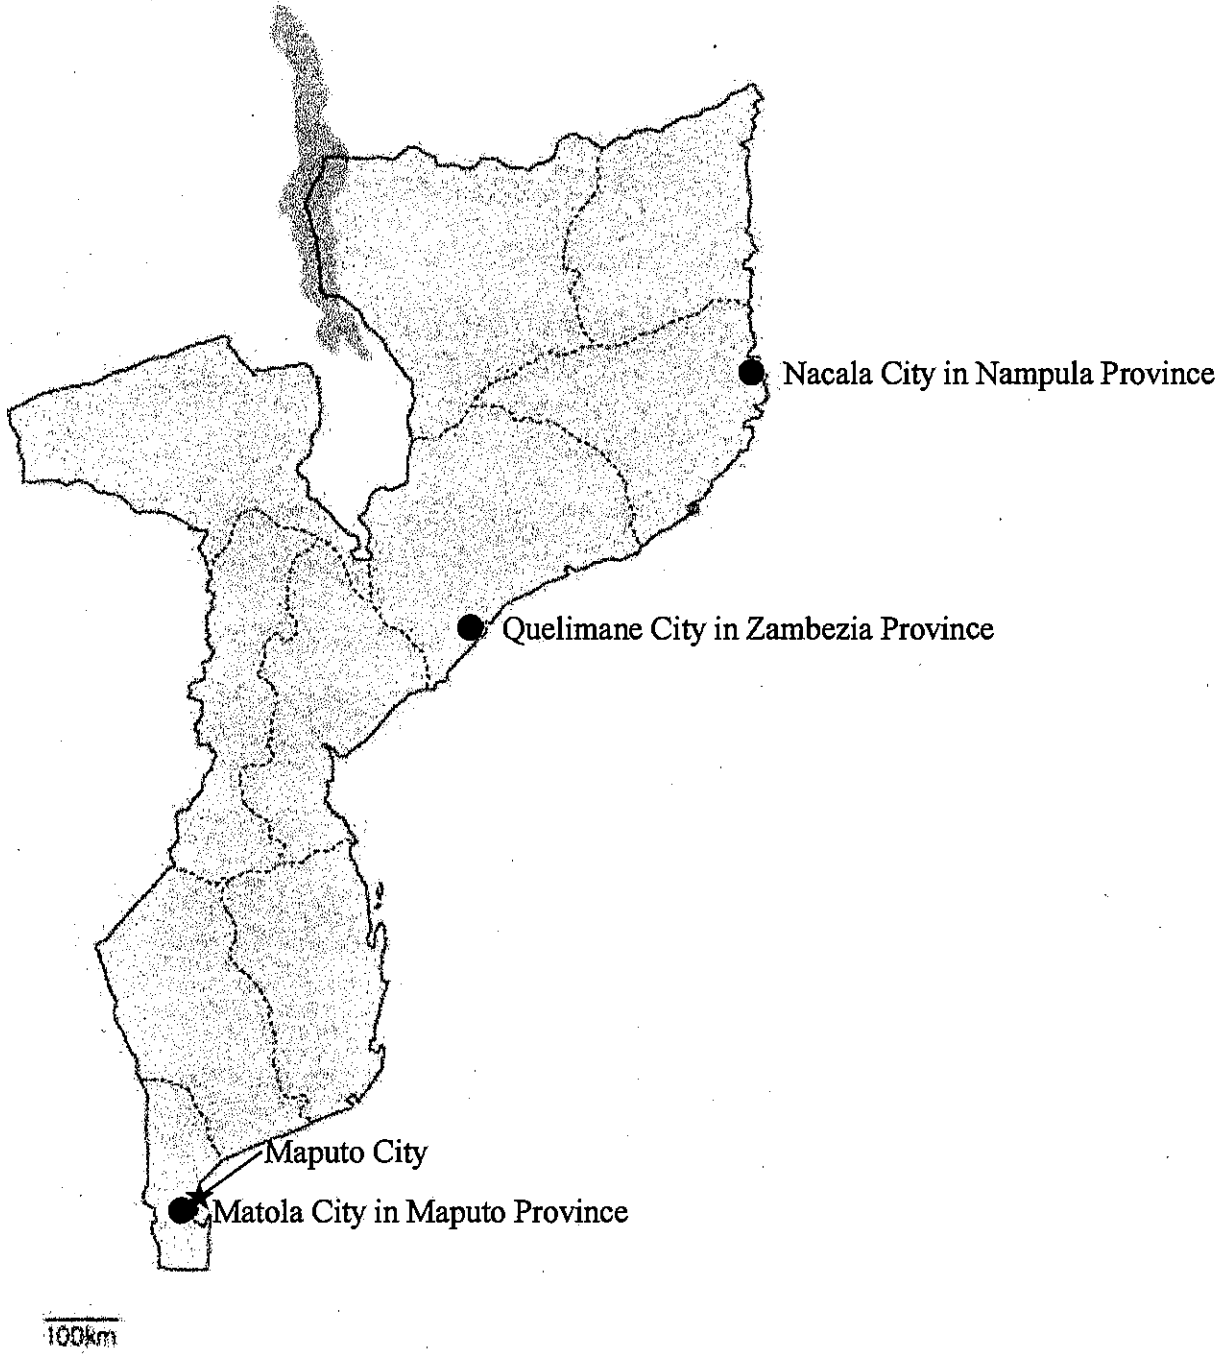 Nacala City in Nampula Province
Quelimane City in Zambezia Province
Maputo City
Matola City in Maputo Province
100km